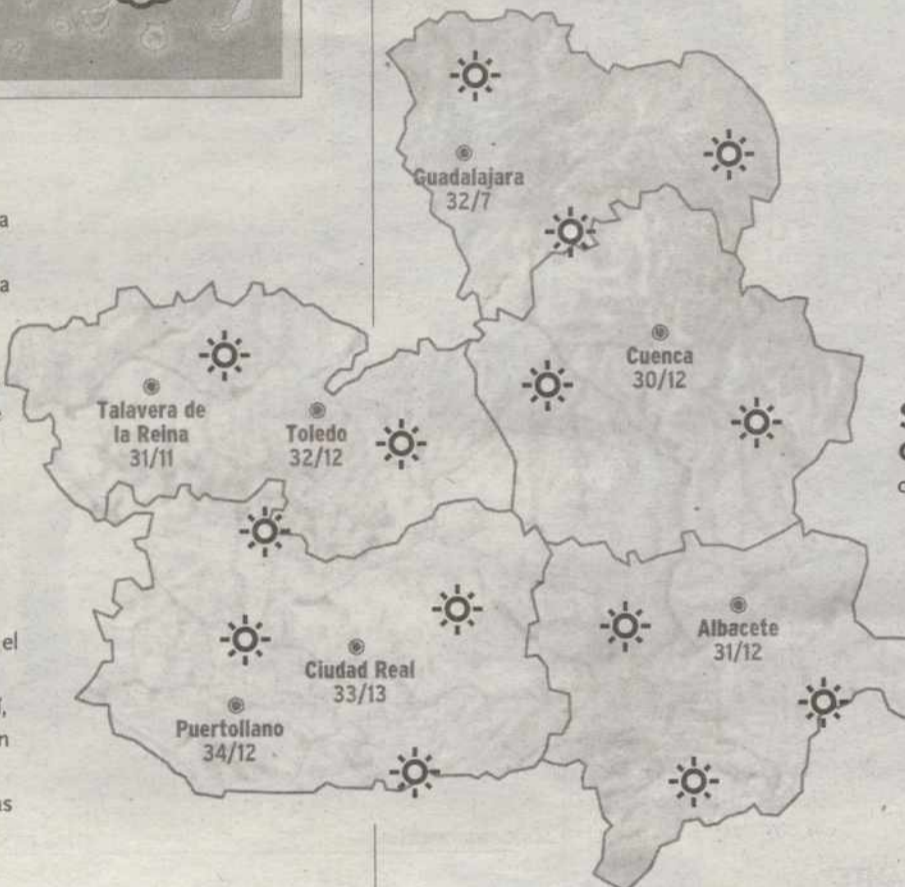 a
a
Guadalajara
32/7
Cuenca
30/12
Talavera de
la Reina
31/11
Toledo
32/12
el
Albacete
31/12
Ciudad Real
33/13
n
Puertollano
34/12